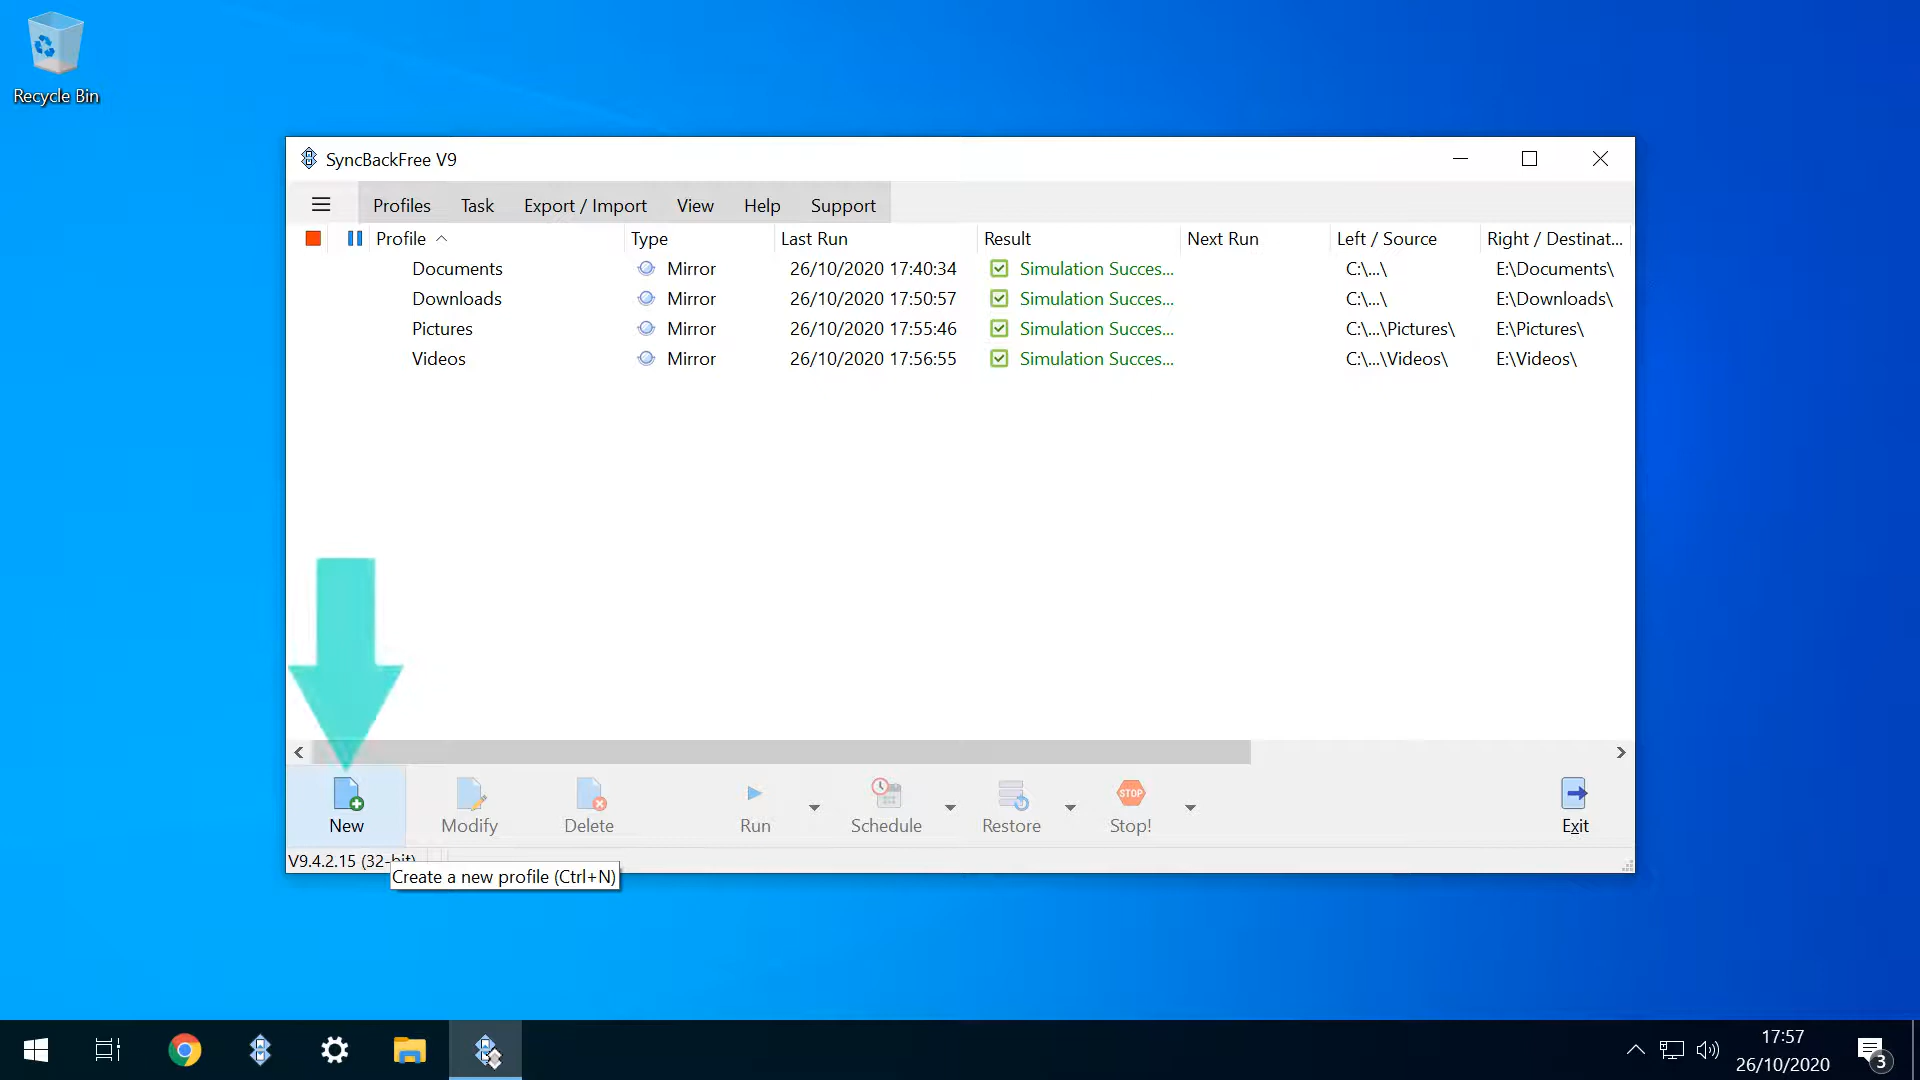 Recycle Bin
SyncBackFree V9
Profiles Task Export / Import View Help Support
Profile Type Last Run Result Next Run Left / Source Right / Destinat...
Documents Mirror 26/10/2020 17:40:34 Simulation Succes... C:\...\ E:\Documents\
Downloads Mirror 26/10/2020 17:50:57 Simulation Succes... C:\...\ E:\Downloads\
Pictures Mirror 26/10/2020 17:55:46 Simulation Succes... C:\...\Pictures\ E:\Pictures\
Videos Mirror 26/10/2020 17:56:55 Simulation Succes... C:\...\Videos\ E:\Videos\
STOP
New Modify Delete Run Schedule Restore Stop! Exit
V9.4.2.15 (32-bit)
Create a new profile (Ctrl+N)
17:57
26/10/2020
3